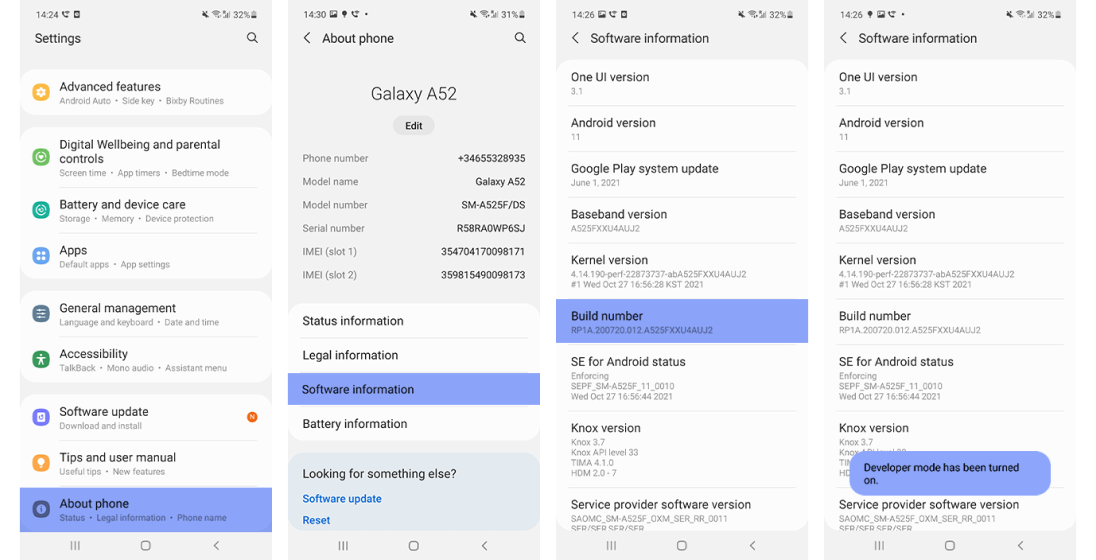 14:24
32%
Settings
Advanced features
Android Auto • Side key • Bixby Routines
Digital Wellbeing and parental
controls
Screen time • App timers • Bedtime mode
Battery and device care
Storage • Memory • Device protection
Apps
Default apps • App settings
General management
Language and keyboard • Date and time
Accessibility
TalkBack • Mono audio • Assistant menu
Software update
Download and install
N
Tips and user manual
Useful tips • New features
About phone
Status • Legal information • Phone name
14:30
31%
About phone
Galaxy A52
Edit
Phone number +34655328935
Model name Galaxy A52
Model number SM-A525F/DS
Serial number R58RA0WP6SJ
IMEI (slot 1) 354704170098171
IMEI (slot 2) 359815490098173
Status information
Legal information
Software information
Battery information
Looking for something else?
Software update
Reset
14:26
32%
Software information
One UI version
3.1
Android version
11
Google Play system update
June 1, 2021
Baseband version
A525FXXU4AUJ2
Kernel version
4.14.190-perf-22873737-abA525FXXU4AUJ2
#1 Wed Oct 27 16:56:28 KST 2021
Build number
RP1A.200720.012.A525FXXU4AUJ2
SE for Android status
Enforcing
SEPF_SM-A525F_11_0010
Wed Oct 27 16:56:44 2021
Knox version
Knox 3.7
Knox API level 33
TIMA 4.1.0
HDM 2.0 - 7
Service provider software version
SAOMC_SM-A525F_OXM_SER_RR_0011
SER/SER,SER/SER
14:26
32%
Software information
One UI version
3.1
Android version
11
Google Play system update
June 1, 2021
Baseband version
A525FXXU4AUJ2
Kernel version
4.14.190-perf-22873737-abA525FXXU4AUJ2
#1 Wed Oct 27 16:56:28 KST 2021
Build number
RP1A.200720.012.A525FXXU4AUJ2
SE for Android status
Enforcing
SEPF_SM-A525F_11_0010
Wed Oct 27 16:56:44 2021
Knox version
Knox 3.7
Knox API level
TIMA
HDM
Developer mode has been turned
on.
Service provider software version
SAOMC_SM-A525F_OXM_SER_RR_0011
SER/SER,SER/SER